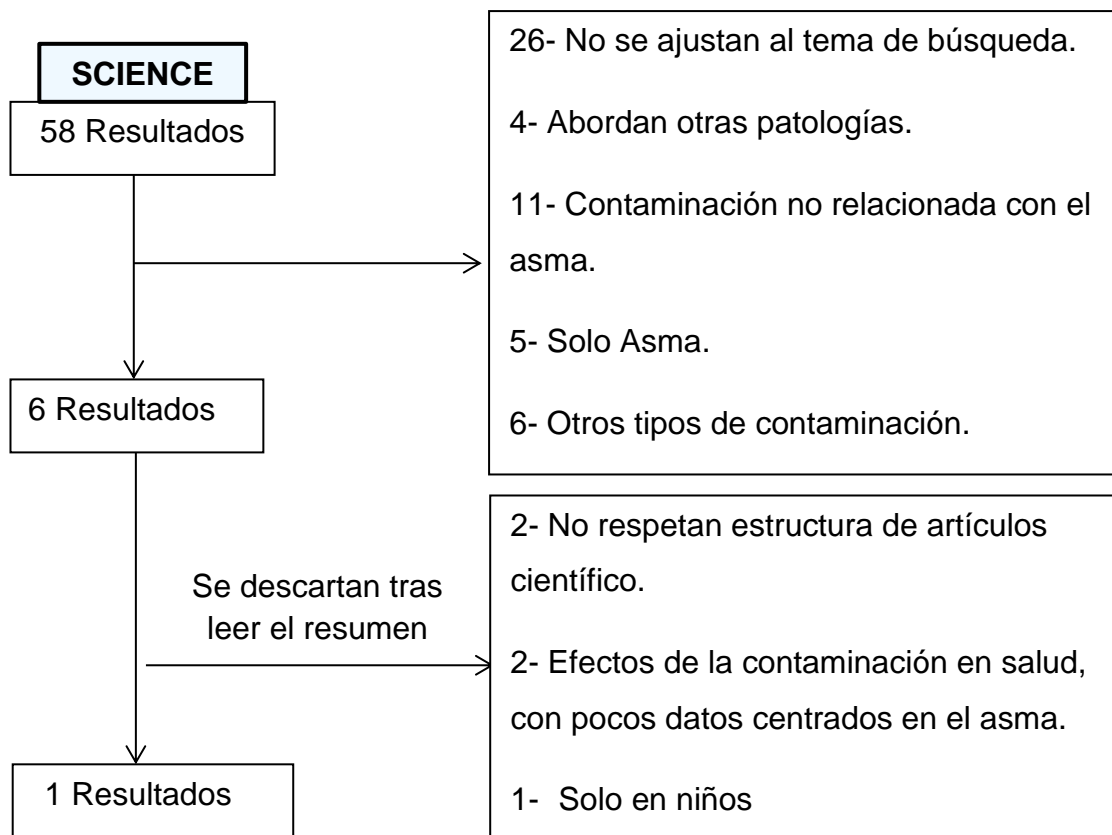 SCIENCE
58 Resultados
26- No se ajustan al tema de búsqueda.
4- Abordan otras patologías.
11- Contaminación no relacionada con el
asma.
5- Solo Asma.
6- Otros tipos de contaminación.
6 Resultados
Se descartan tras
leer el resumen
2- No respetan estructura de artículos
científico.
2- Efectos de la contaminación en salud,
con pocos datos centrados en el asma.
1- Solo en niños
1 Resultados